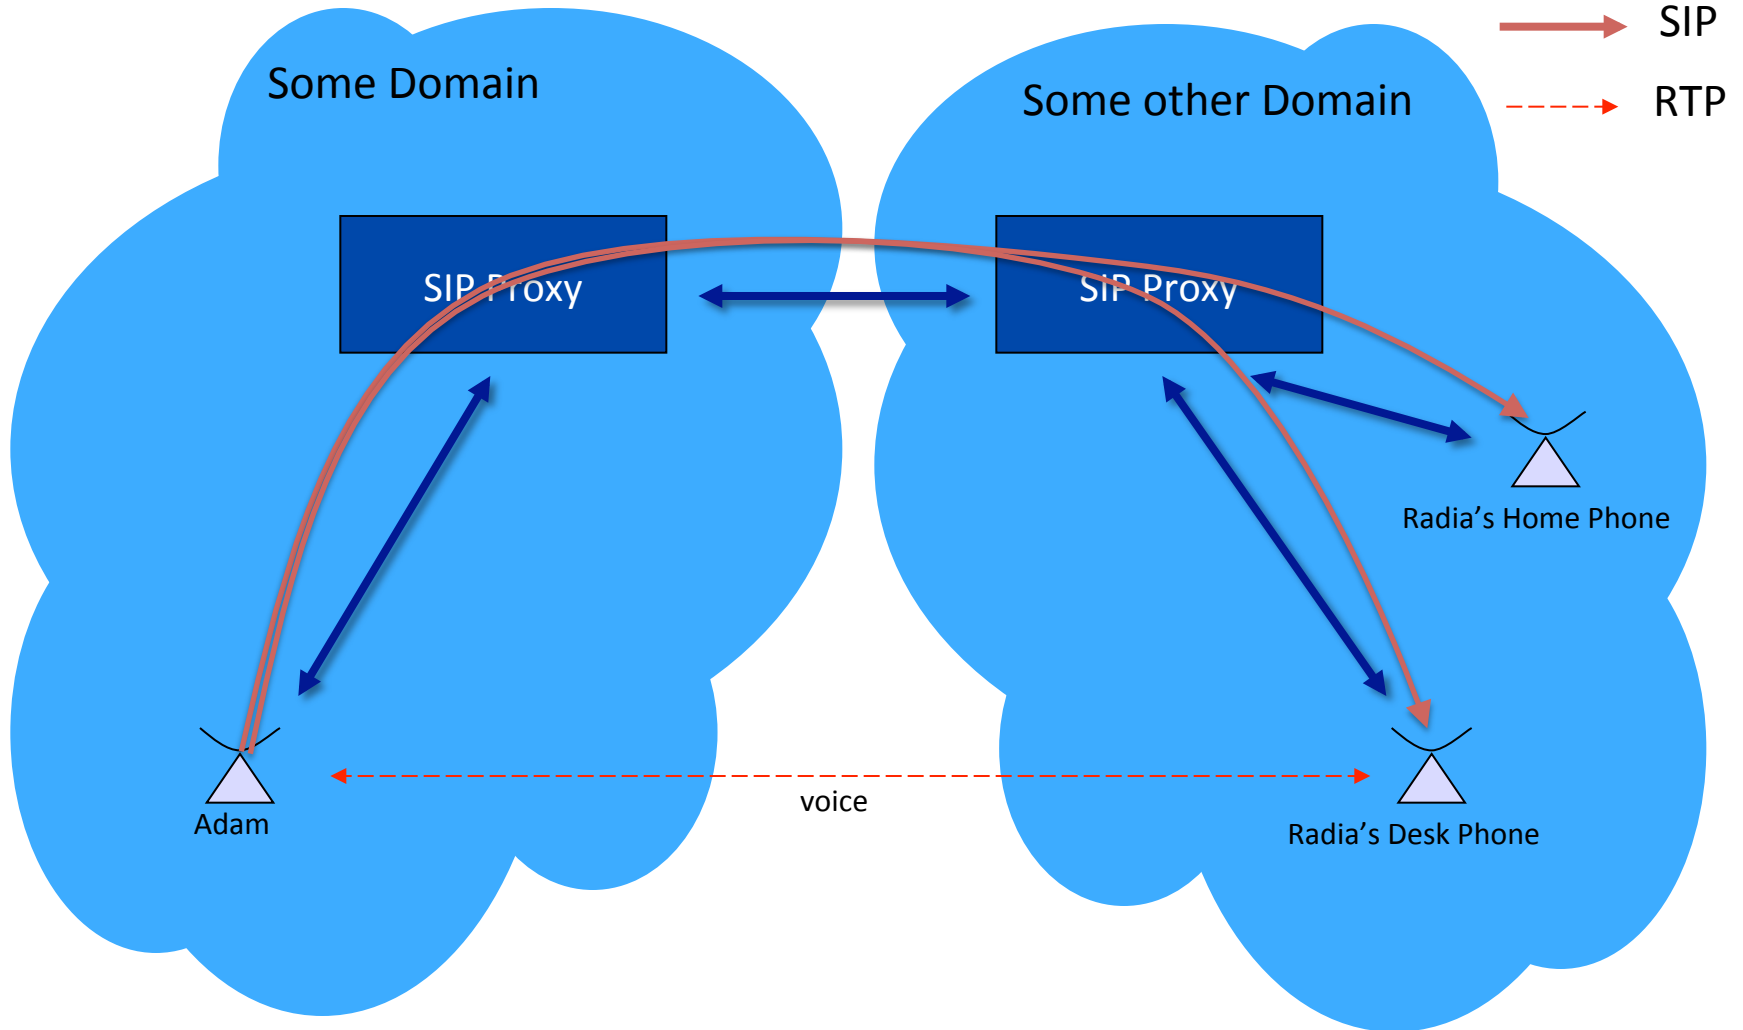 SIP
Some Domain
Some other Domain
RTP
SIP Proxy
SIP Proxy
Radia’s Home Phone
voice
Adam
Radia’s Desk Phone